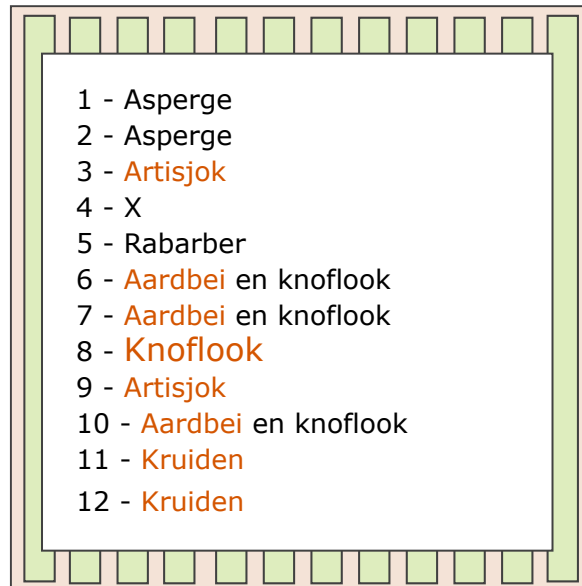 1 - Asperge
2 - Asperge
3 - Artisjok
4 - X
5 - Rabarber
6 - Aardbei en knoflook
7 - Aardbei en knoflook
8 - Knoflook
9 - Artisjok
10 - Aardbei en knoflook
11 - Kruiden
12 - Kruiden